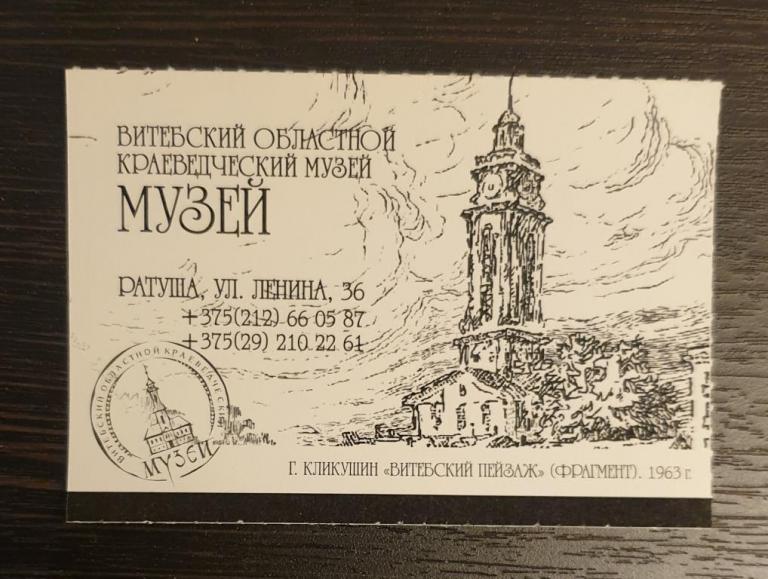 ВИТЕБСКИЙ ОБЛАСТНОЙ
КРАЕВЕДЧЕСКИЙ МУЗЕЙ
МУЗЕЙ
РАТУША, УЛ. ЛЕНИНА, 36
+375(212) 66 05 87
+375(29) 210 22 61
ВИТЕБСКИЙ ОБЛАСТНОЙ КРАЕВЕДЧЕСКИЙ
МУЗЕЙ
Г. КЛИКУШИН «ВИТЕБСКИЙ ПЕЙЗАЖ» (ФРАГМЕНТ). 1963 г.